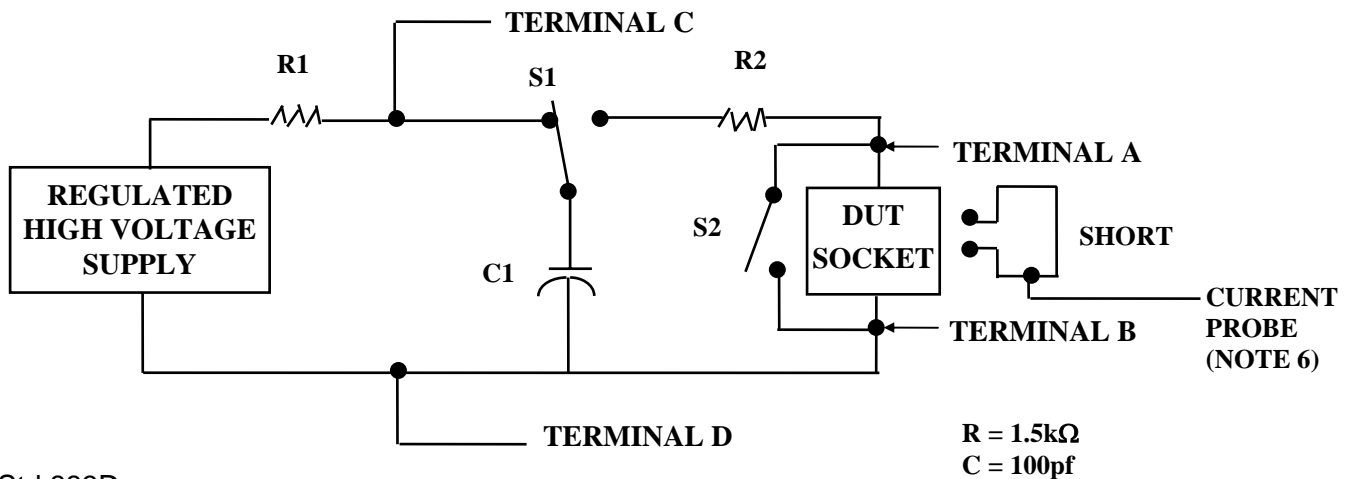 TERMINAL C
R1
S1
R2
TERMINAL A
REGULATED
HIGH VOLTAGE
SUPPLY
S2
DUT
SOCKET
SHORT
C1
CURRENT
PROBE
(NOTE 6)
TERMINAL B
TERMINAL D
R = 1.5kΩ
C = 100pf